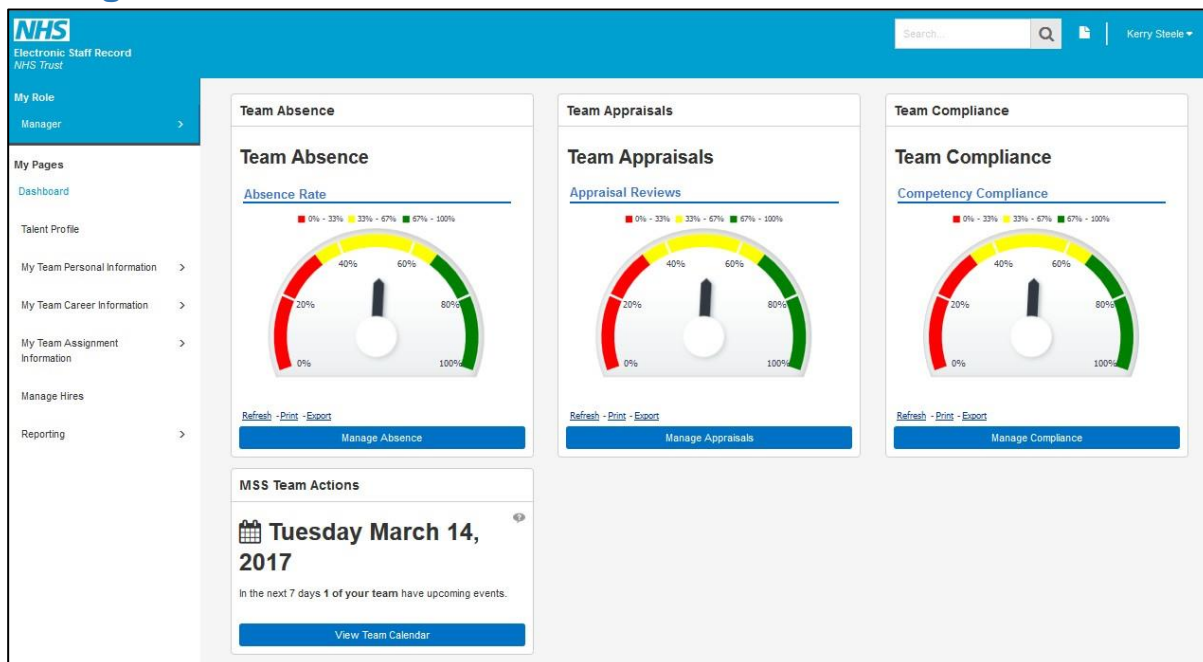 NHS
Electronic Staff Record
NHS Trust
Search...
Kerry Steele
My Role
Manager
My Pages
Dashboard
Talent Profile
My Team Personal Information
My Team Career Information
My Team Assignment
Information
Manage Hires
Reporting
Team Absence
Team Absence
Absence Rate
0% - 33% 33% - 67% 67% - 100%
40% 60%
20% 80%
0% 100%
Refresh - Print - Export
Manage Absence
Team Appraisals
Team Appraisals
Appraisal Reviews
0% - 33% 33% - 67% 67% - 100%
40% 60%
20% 80%
0% 100%
Refresh - Print - Export
Manage Appraisals
Team Compliance
Team Compliance
Competency Compliance
0% - 33% 33% - 67% 67% - 100%
40% 60%
20% 80%
0% 100%
Refresh - Print - Export
Manage Compliance
MSS Team Actions
Tuesday March 14,
2017
In the next 7 days 1 of your team have upcoming events.
View Team Calendar